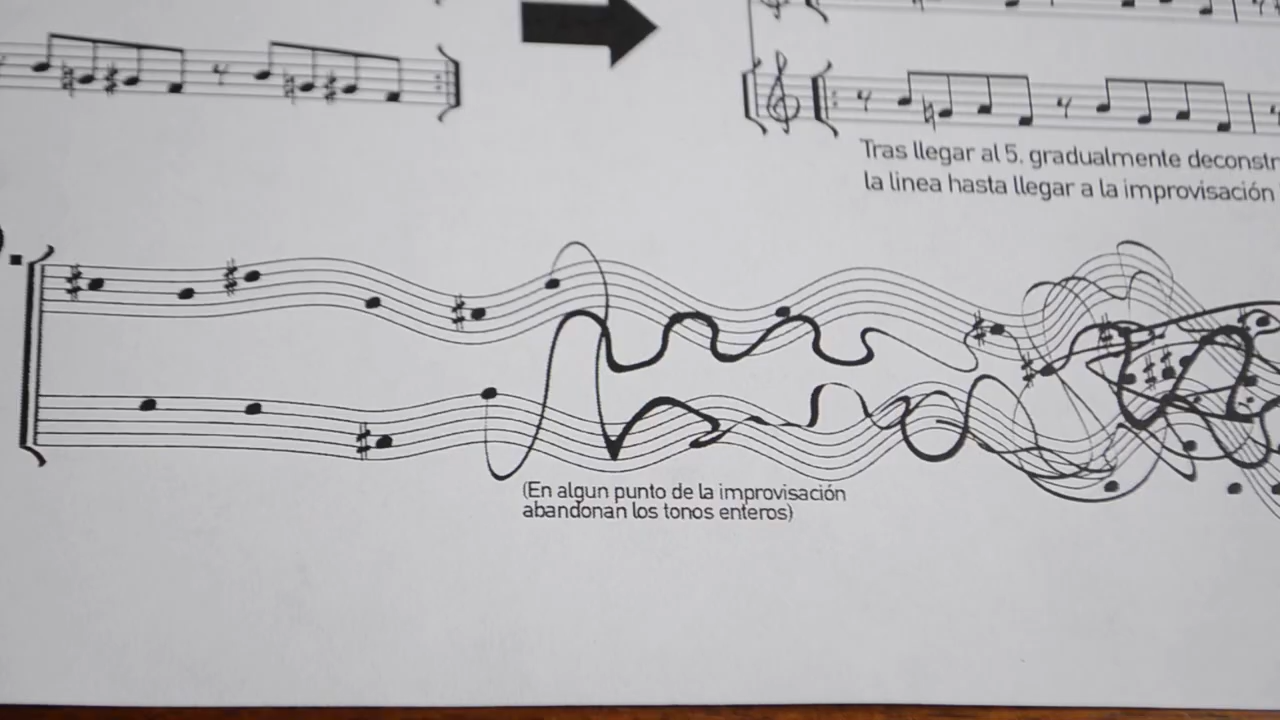 Tras llegar al 5. gradualmente
la linea hasta llegar a la improvisación
(En algun punto de la improvisación
abandonan los tonos enteros)